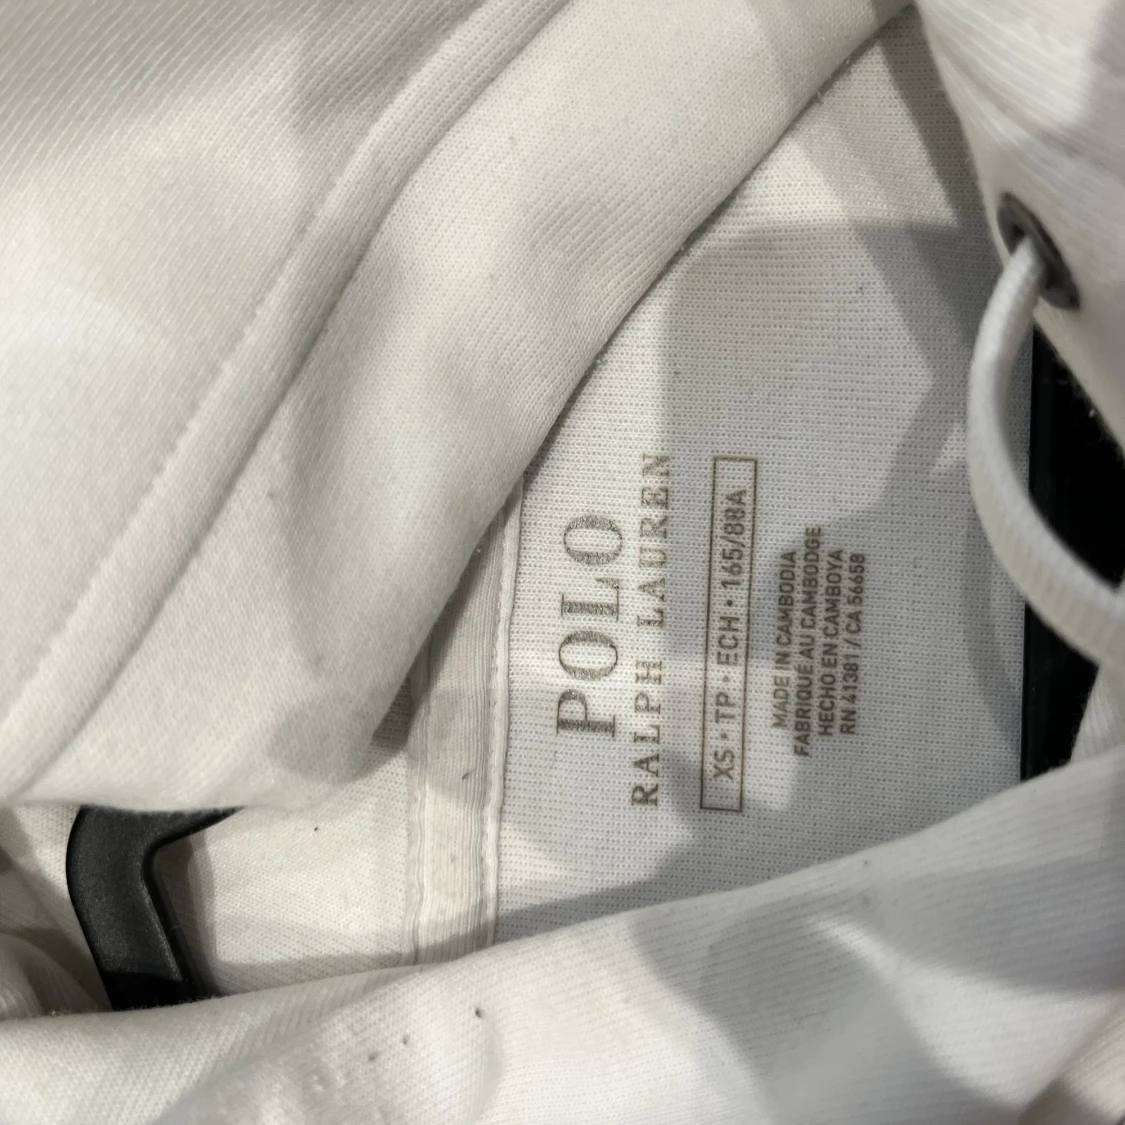 POLO
RALPH LAUREN
XS • TP • ECH • 165/88A
MADE IN CAMBODIA
FABRIQUÉ AU CAMBODGE
HECHO EN CAMBOYA
RN 41381 / CA 56658